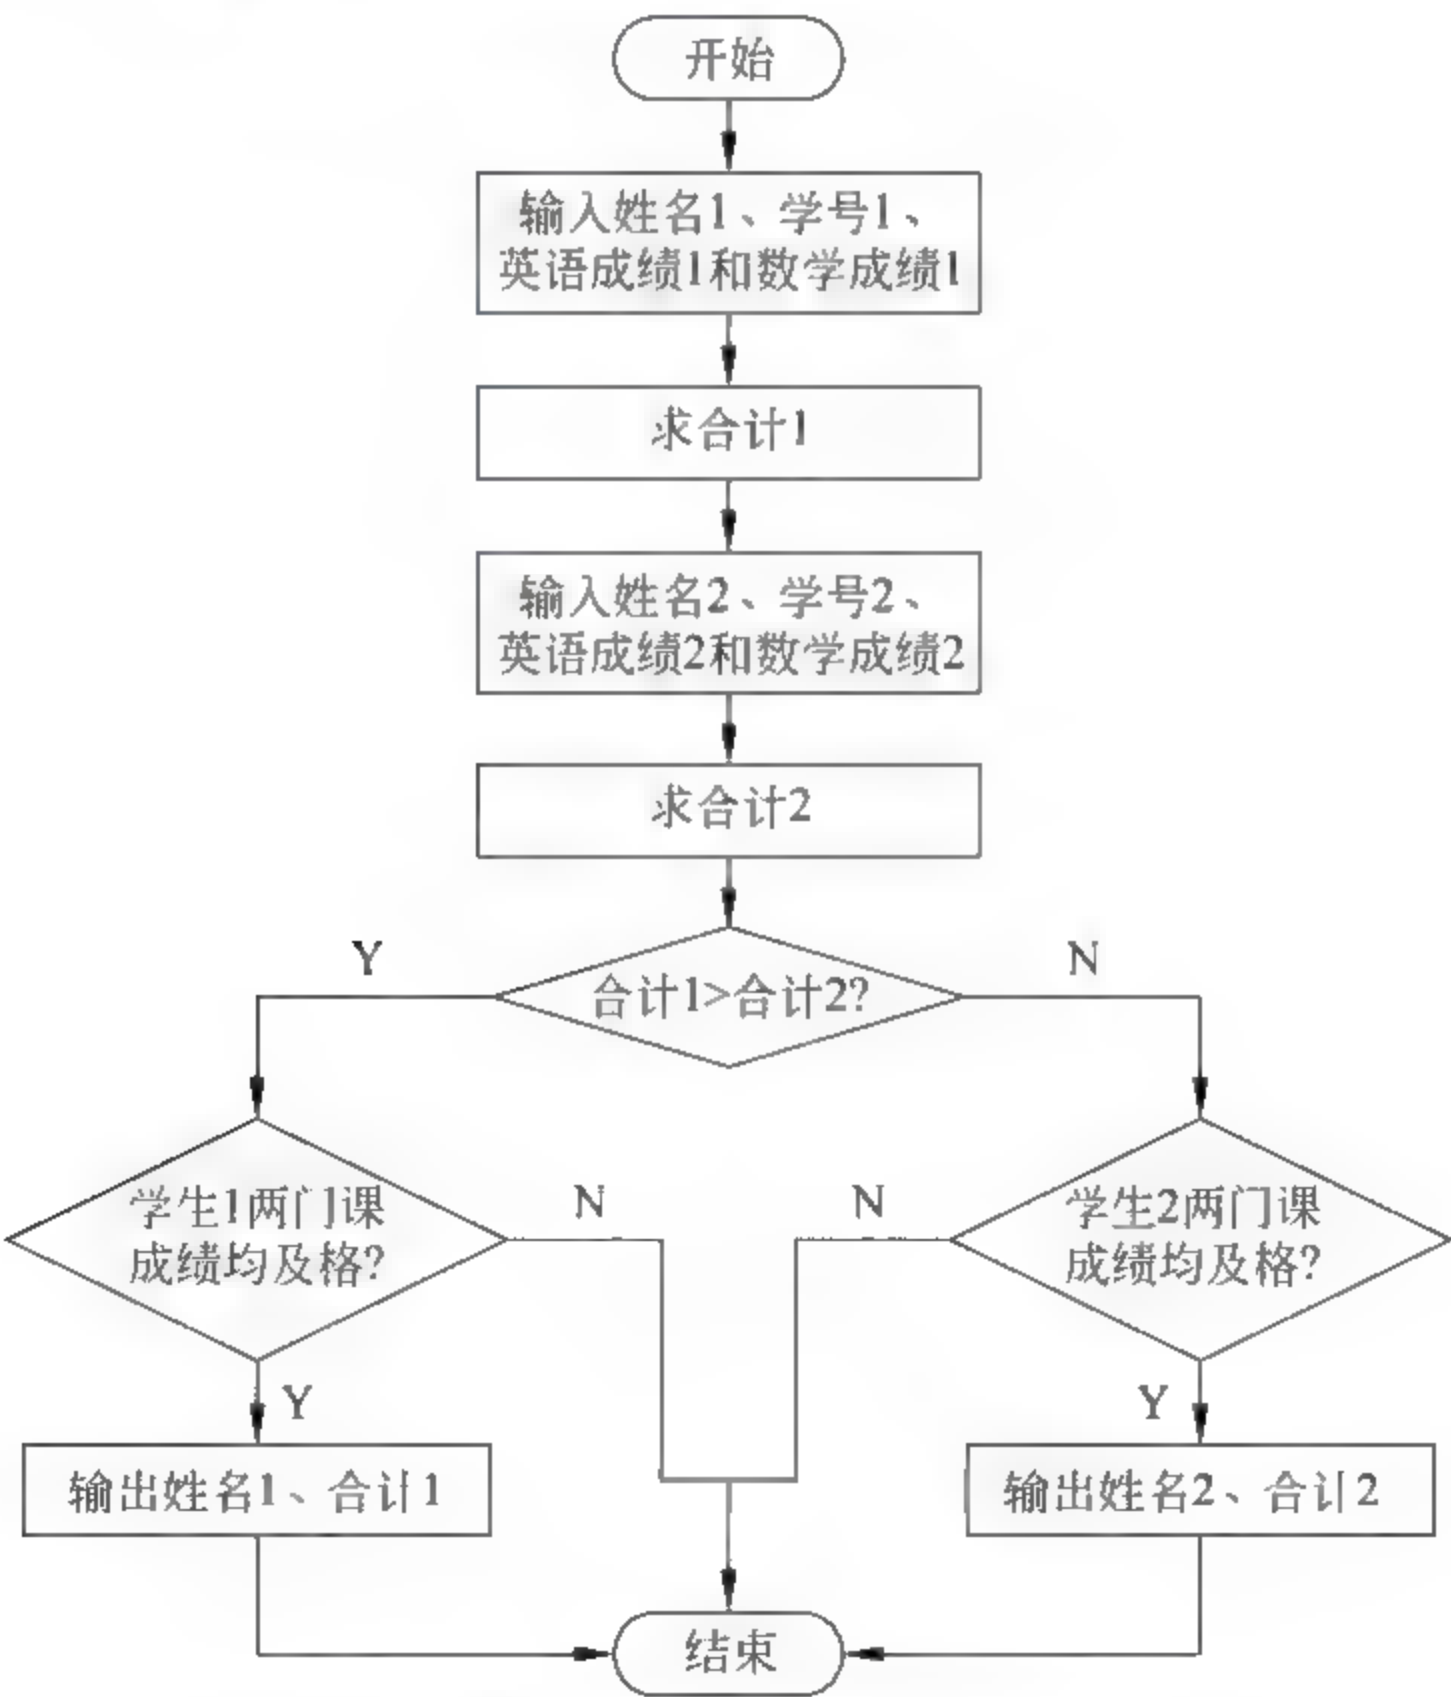 开始
输入姓名1、学号1、
英语成绩1和数学成绩1
求合计1
输入姓名2、学号2、
英语成绩2和数学成绩2
求合计2
Y
N
合计1>合计2?
学生1两门课
成绩均及格?
N
N
学生2两门课
成绩均及格?
Y
Y
输出姓名1、合计1
输出姓名2、合计2
结束